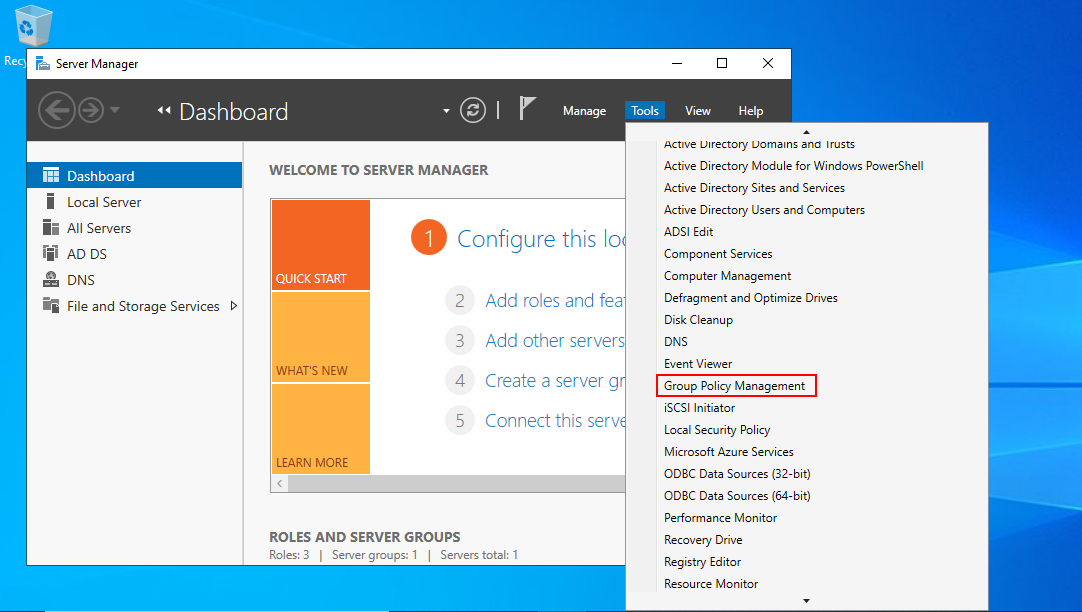 Recy
Server Manager
Dashboard
Manage
Tools
View
Help
Dashboard
Local Server
All Servers
AD DS
DNS
File and Storage Services
WELCOME TO SERVER MANAGER
QUICK START
WHAT'S NEW
LEARN MORE
1 Configure this loc
2 Add roles and feat
3 Add other servers
4 Create a server gr
5 Connect this serve
ROLES AND SERVER GROUPS
Roles: 3 | Server groups: 1 | Servers total: 1
Active Directory Domains and Trusts
Active Directory Module for Windows PowerShell
Active Directory Sites and Services
Active Directory Users and Computers
ADSI Edit
Component Services
Computer Management
Defragment and Optimize Drives
Disk Cleanup
DNS
Event Viewer
Group Policy Management
iSCSI Initiator
Local Security Policy
Microsoft Azure Services
ODBC Data Sources (32-bit)
ODBC Data Sources (64-bit)
Performance Monitor
Recovery Drive
Registry Editor
Resource Monitor